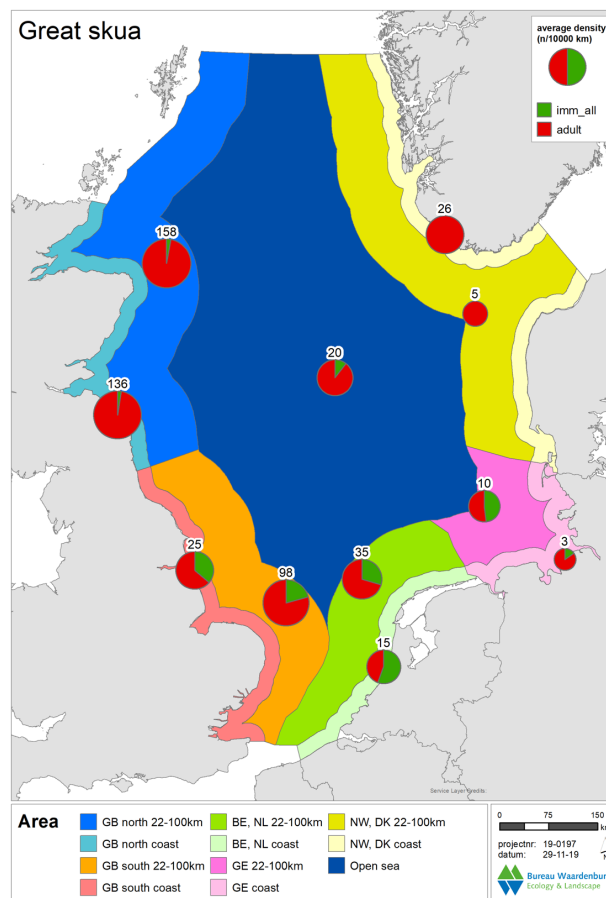 Great skua
average density
(n/10000 km)
imm_all
adult
158
26
5
20
136
10
3
25
98
35
15
Service Layer Credits:
Area
GB north 22-100km
GB north coast
GB south 22-100km
GB south coast
BE, NL 22-100km
BE, NL coast
GE 22-100km
GE coast
NW, DK 22-100km
NW, DK coast
Open sea
0 75 150
km
projectnr: 19-0197
datum: 29-11-19
Bureau Waardenburg
Ecology & Landscape